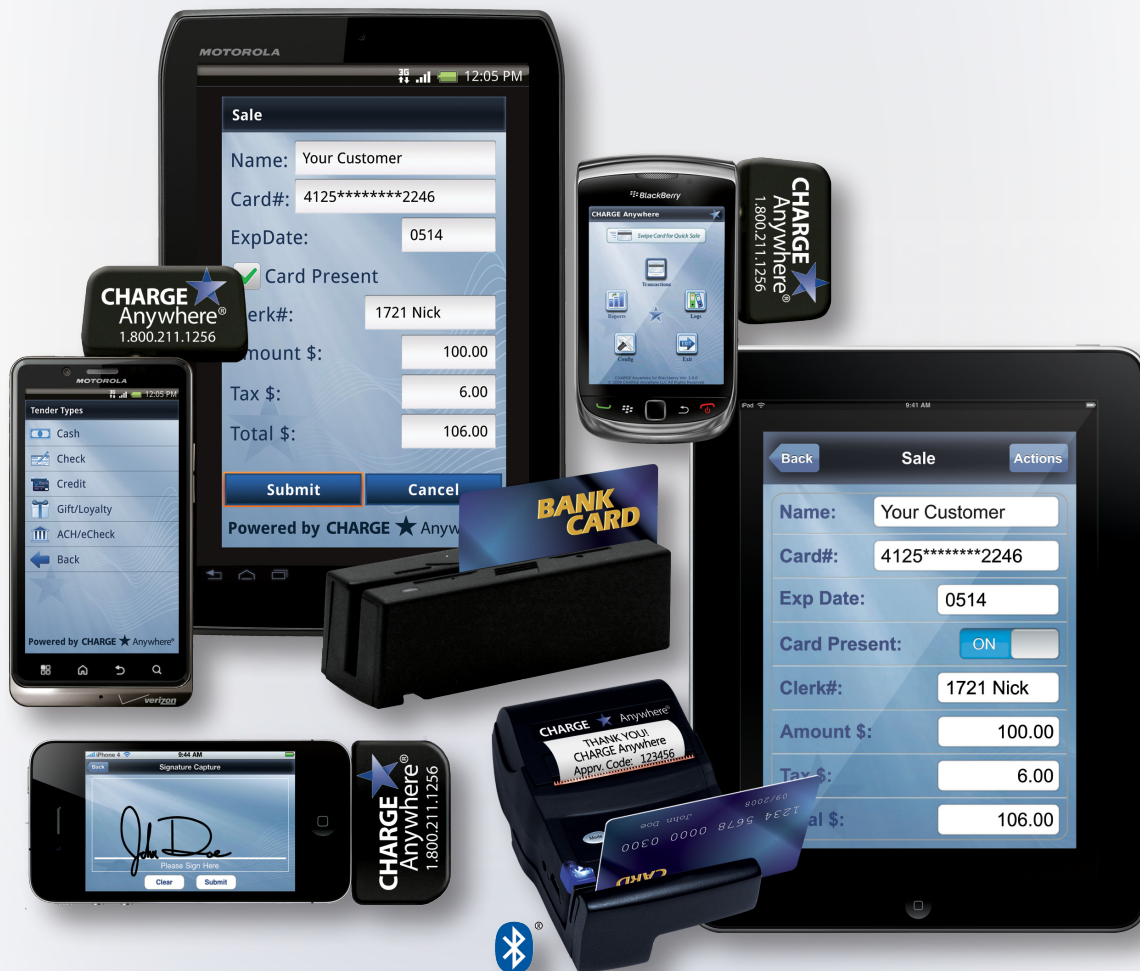 MOTOROLA
3G 12:05 PM
Sale
Name: Your Customer
Card#: 4125********2246
ExpDate: 0514
Card Present
Clerk#: 1721 Nick
Amount $: 100.00
Tax $: 6.00
Total $: 106.00
Submit Cancel
Powered by CHARGE Anyw
CHARGE
Anywhere®
1.800.211.1256
MOTOROLA
12:05 PM
Tender Types
Cash
Check
Credit
Gift/Loyalty
ACH/eCheck
Back
Powered by CHARGE Anywhere®
verizon
BlackBerry
CHARGE Anywhere
Swipe Card for Quick Sale
Transactions
Reports Logs
Config Exit
CHARGE
Anywhere®
1.800.211.1256
BANK
CARD
iPad 9:41 AM
Back Sale Actions
Name: Your Customer
Card#: 4125********2246
Exp Date: 0514
Card Present: ON
Clerk#: 1721 Nick
Amount $: 100.00
Tax $: 6.00
al $: 106.00
iPhone 4 9:44 AM
Back Signature Capture
John Doe
Please Sign Here
Clear Submit
CHARGE
Anywhere®
1.800.211.1256
CHARGE Anywhere®
THANK YOU!
CHARGE Anywhere
Apprv. Code: 123456
Mode
09/2008
John Doe
1234 5678 0000 0300
CARD
®